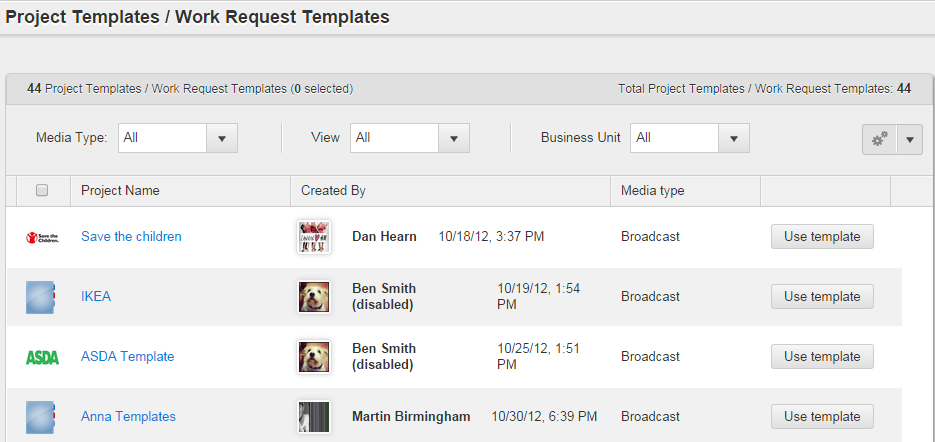 Project Templates / Work Request Templates
44 Project Templates / Work Request Templates (0 selected) Total Project Templates / Work Request Templates: 44
Media Type: All View All Business Unit All
Project Name Created By Media type
Save the Children. Save the children Dan Hearn 10/18/12, 3:37 PM Broadcast Use template
IKEA Ben Smith (disabled) 10/19/12, 1:54 PM Broadcast Use template
ASDA ASDA Template Ben Smith (disabled) 10/25/12, 1:51 PM Broadcast Use template
Anna Templates Martin Birmingham 10/30/12, 6:39 PM Broadcast Use template